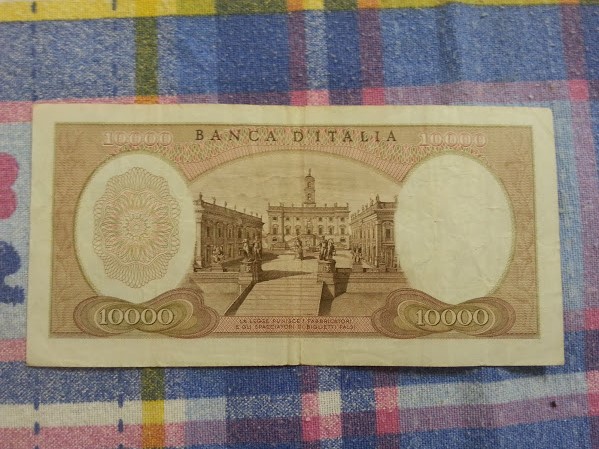 10000 BANCA D'ITALIA 10000
10000 10000
LA LEGGE PUNISCE I FABBRICATORI
E GLI SPACCIATORI DI BIGLIETTI FALSI